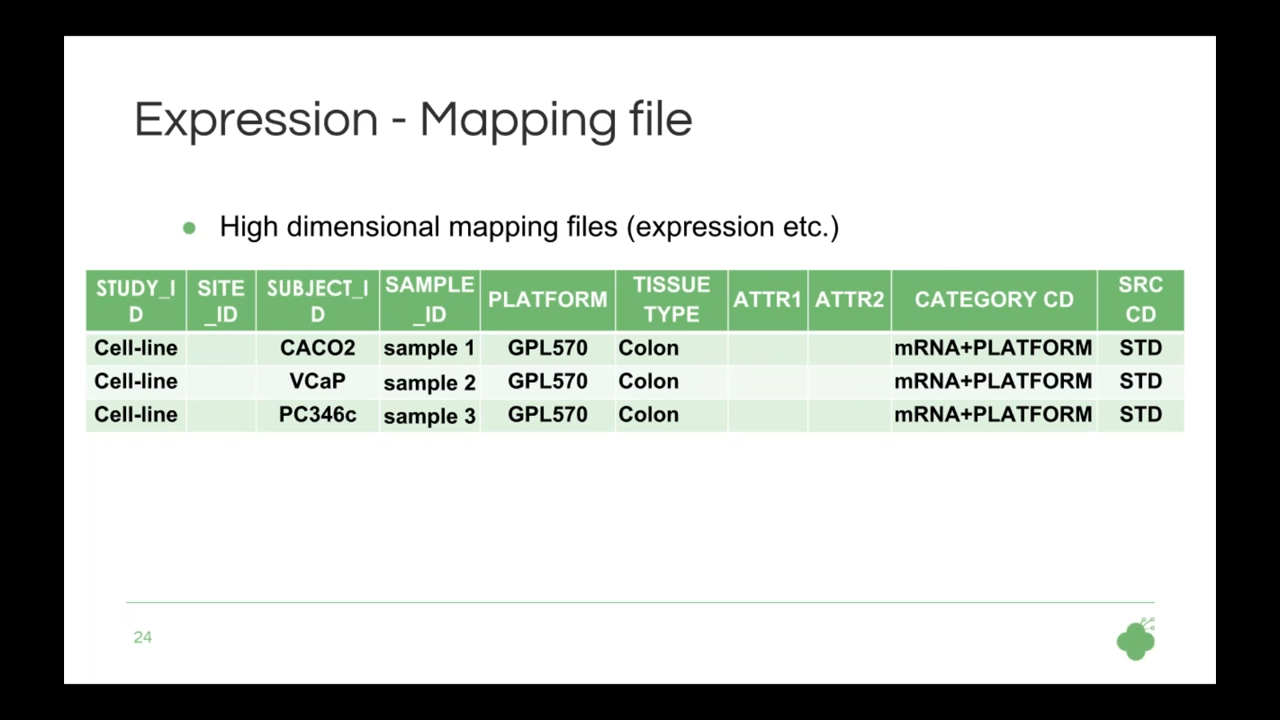 Expression - Mapping file
● High dimensional mapping files (expression etc.)
STUDY_ID SITE_ID SUBJECT_ID SAMPLE_ID PLATFORM TISSUE TYPE ATTR1 ATTR2 CATEGORY CD SRC CD
Cell-line CACO2 sample 1 GPL570 Colon mRNA+PLATFORM STD
Cell-line VCaP sample 2 GPL570 Colon mRNA+PLATFORM STD
Cell-line PC346c sample 3 GPL570 Colon mRNA+PLATFORM STD
24